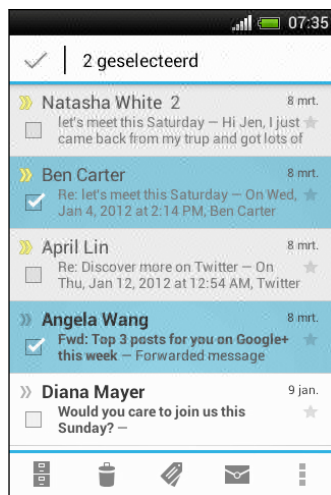 07:35
2 geselecteerd
Natasha White 2 8 mrt.
let's meet this Saturday – Hi Jen, I just
came back from my trup and got lots of
Ben Carter 8 mrt.
Re: let's meet this Saturday – On Wed,
Jan 4, 2012 at 2:14 PM, Ben Carter
April Lin 8 mrt.
Re: Discover more on Twitter – On
Thu, Jan 12, 2012 at 12:54 AM, Twitter
Angela Wang 8 mrt.
Fwd: Top 3 posts for you on Google+
this week – Forwarded message
Diana Mayer 9 jan.
Would you care to join us this
Sunday? –